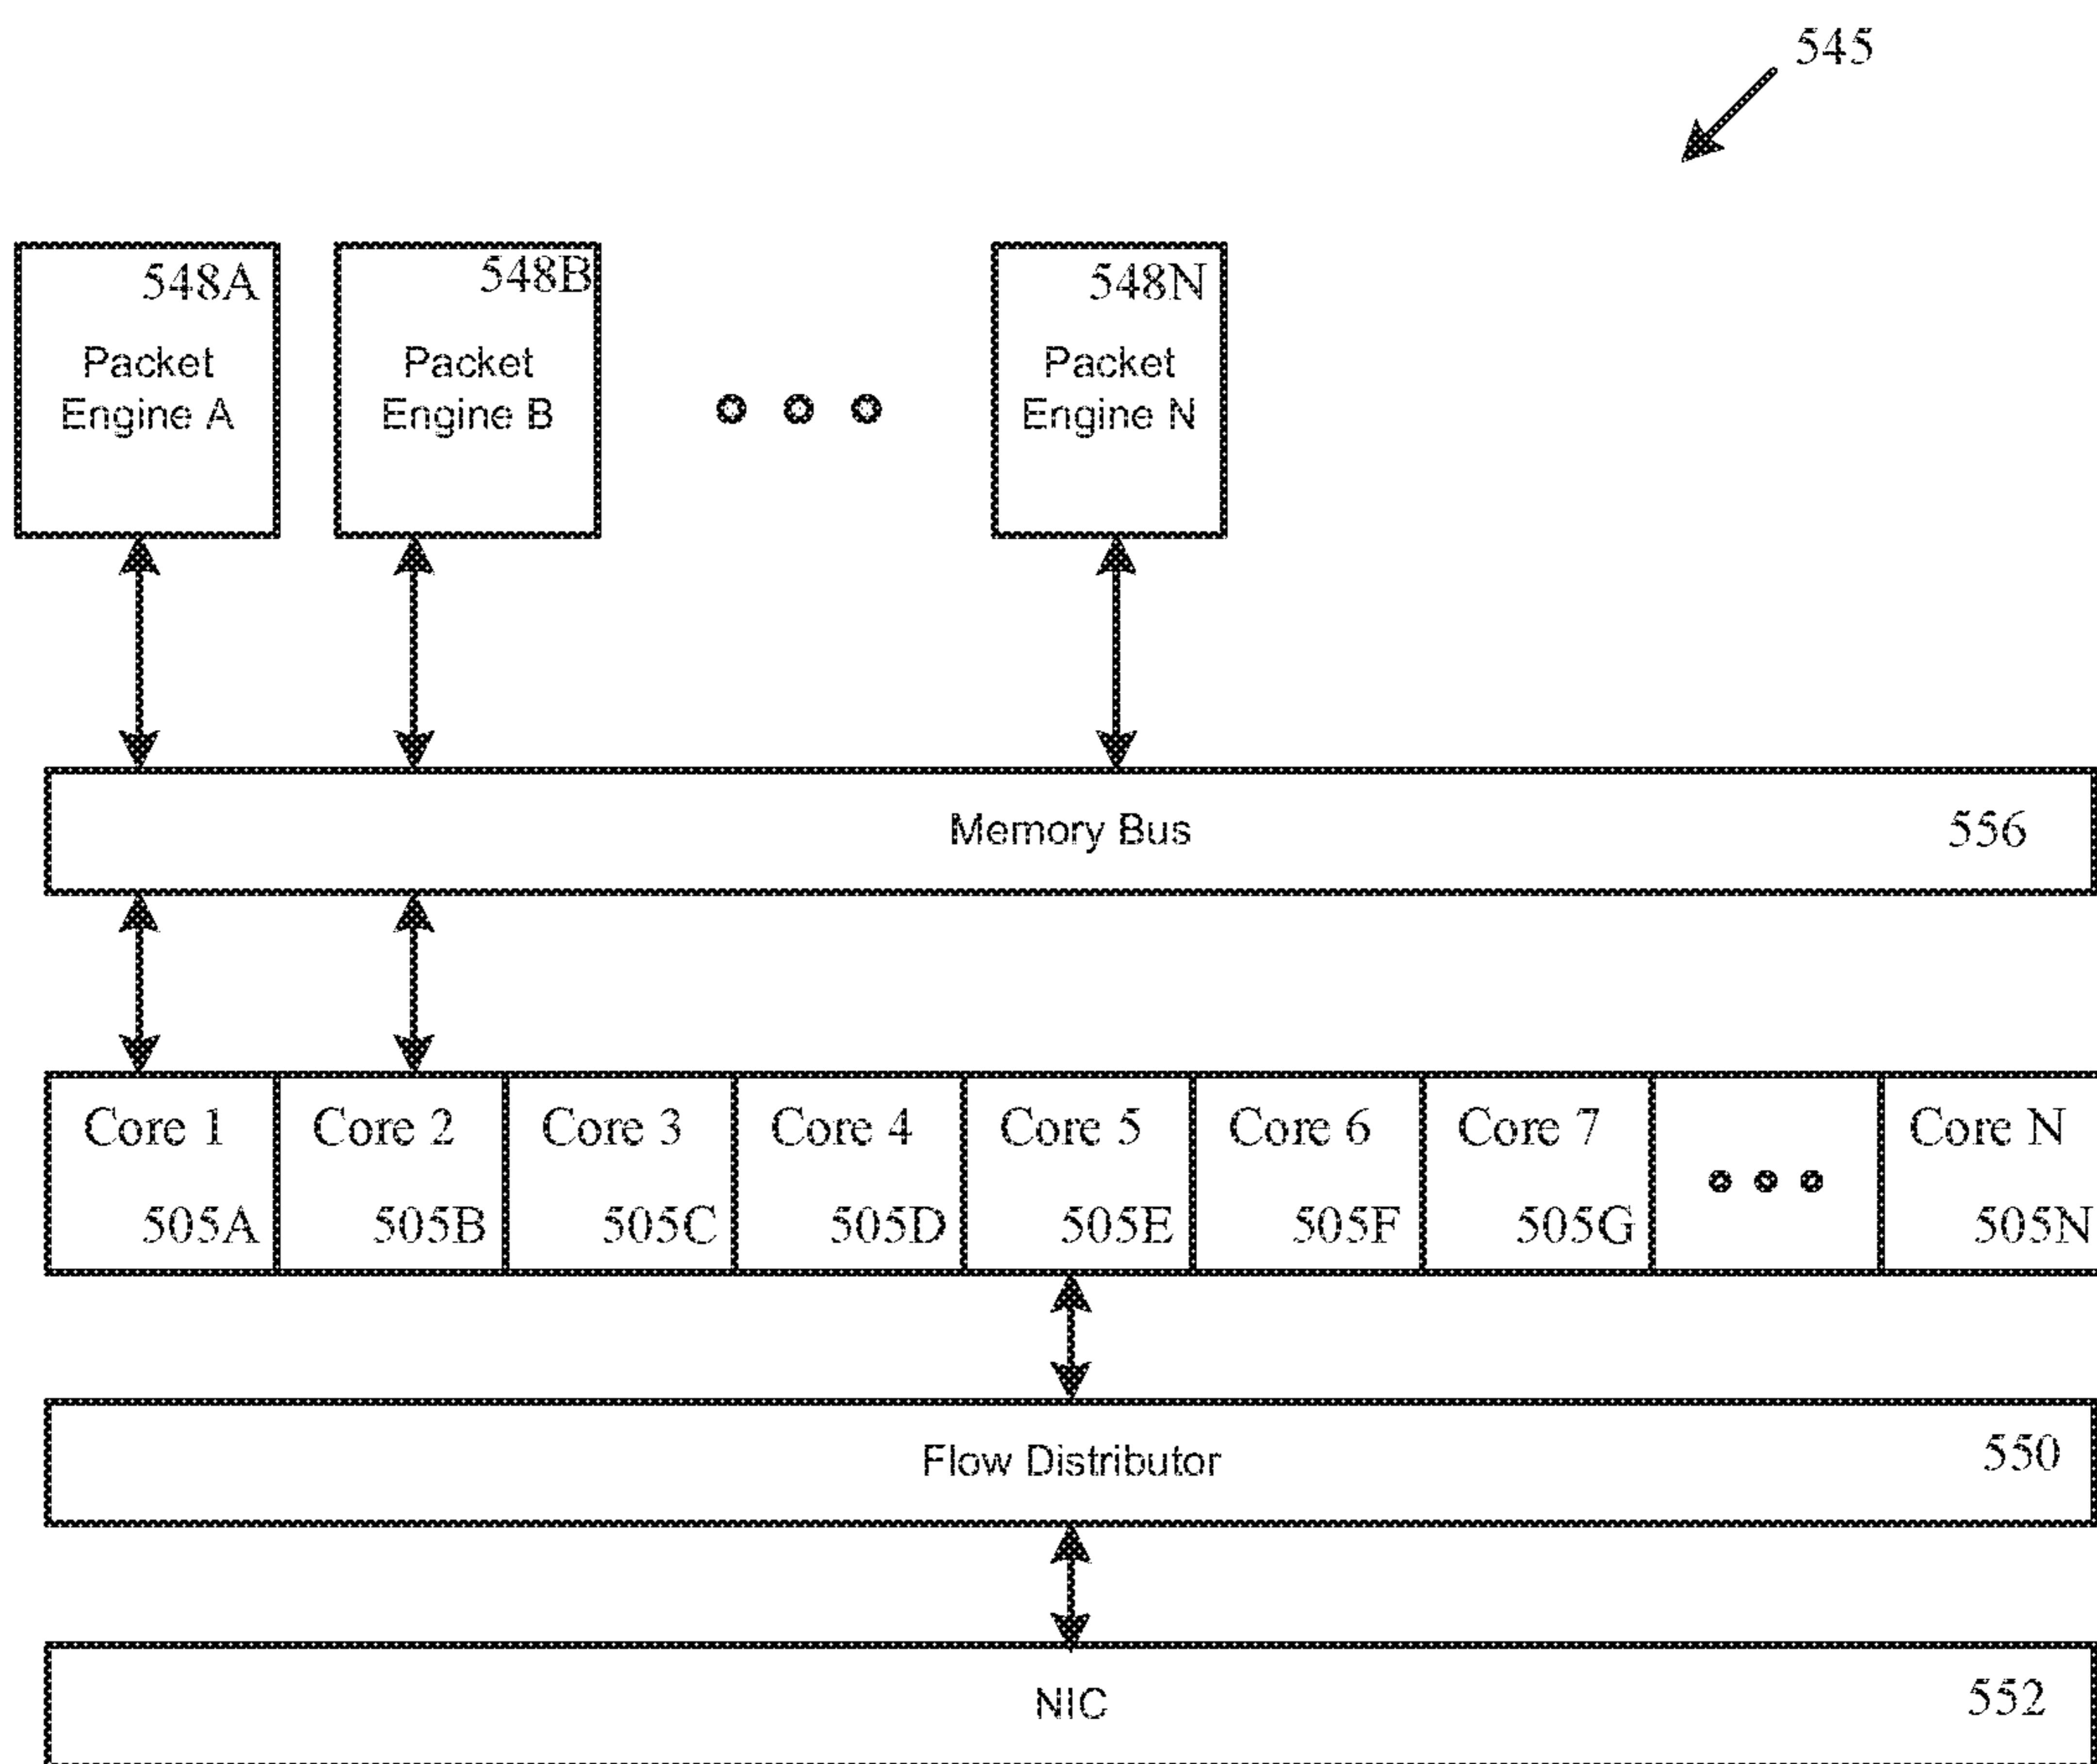 545
548A
Packet
Engine A
548B
Packet
Engine B
548N
Packet
Engine N
Memory Bus
556
Core 1
505A
Core 2
505B
Core 3
505C
Core 4
505D
Core 5
505E
Core 6
505F
Core 7
505G
Core N
505N
Flow Distributor
550
NIC
552